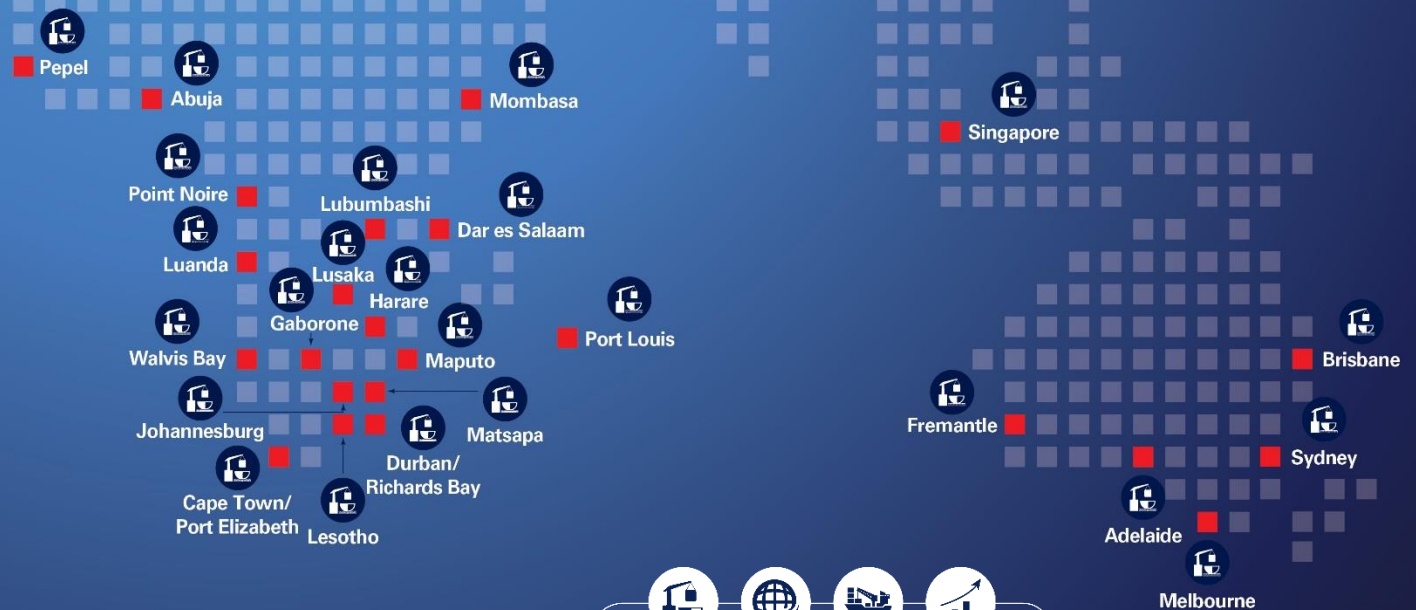 Pepel
Abuja
Mombasa
Singapore
Point Noire
Lubumbashi
Dar es Salaam
Luanda
Lusaka
Harare
Gaborone
Port Louis
Walvis Bay
Maputo
Brisbane
Johannesburg
Matsapa
Fremantle
Durban/
Richards Bay
Sydney
Cape Town/
Port Elizabeth
Lesotho
Adelaide
Melbourne